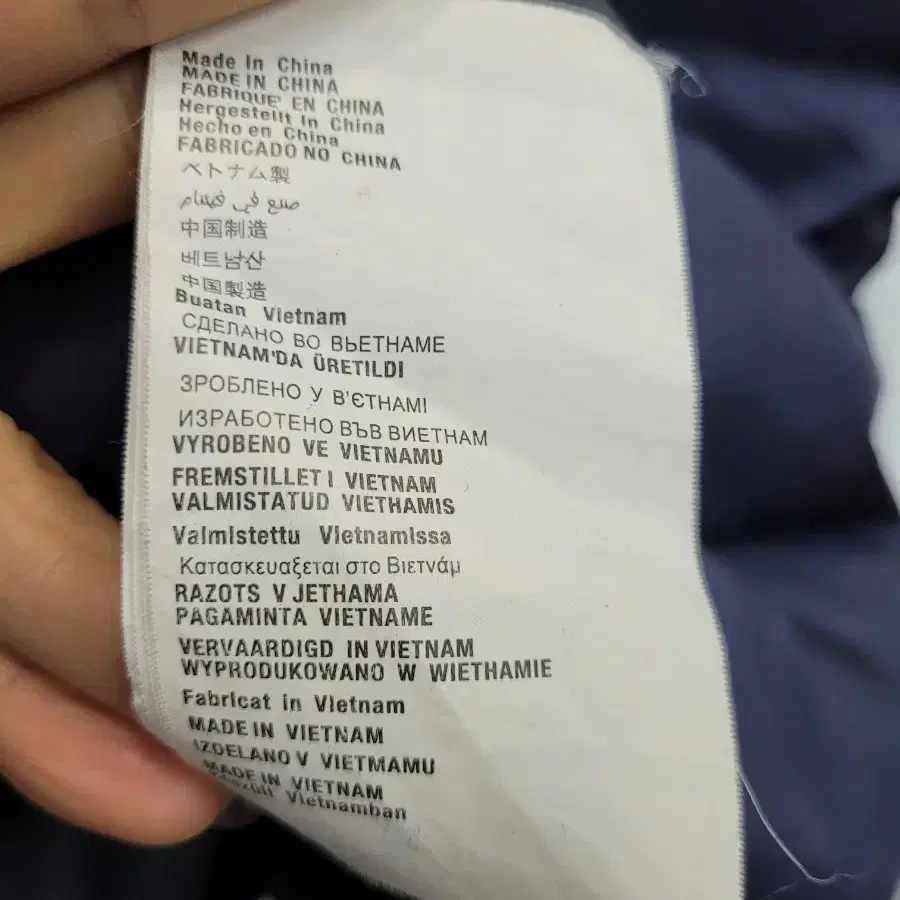 Made In China
MADE IN CHINA
FABRIQUE' EN CHINA
Hergestellt In China
Hecho en China
FABRICADO NO CHINA
ベトナム製
صنع في فيتنام
中国制造
베트남산
中国製造
Buatan Vietnam
СДЕЛАНО ВО ВЬЕТНАМЕ
VIETNAM'DA ÜRETILDI
ЗРОБЛЕНО У В'ЄТНАМІ
ИЗРАБОТЕНО ВЪВ ВИЕТНАМ
VYROBENO VE VIETNAMU
FREMSTILLET I VIETNAM
VALMISTATUD VIETHAMIS
Valmistettu Vietnamissa
Κατασκευαξεται στο Βιετνάμ
RAZOTS V JETHAMA
PAGAMINTA VIETNAME
VERVAARDIGD IN VIETNAM
WYPRODUKOWANO W WIETHAMIE
Fabricat in Vietnam
MADE IN VIETNAM
IZDELANO V VIETMAMU
MADE IN VIETNAM
Vietnamban